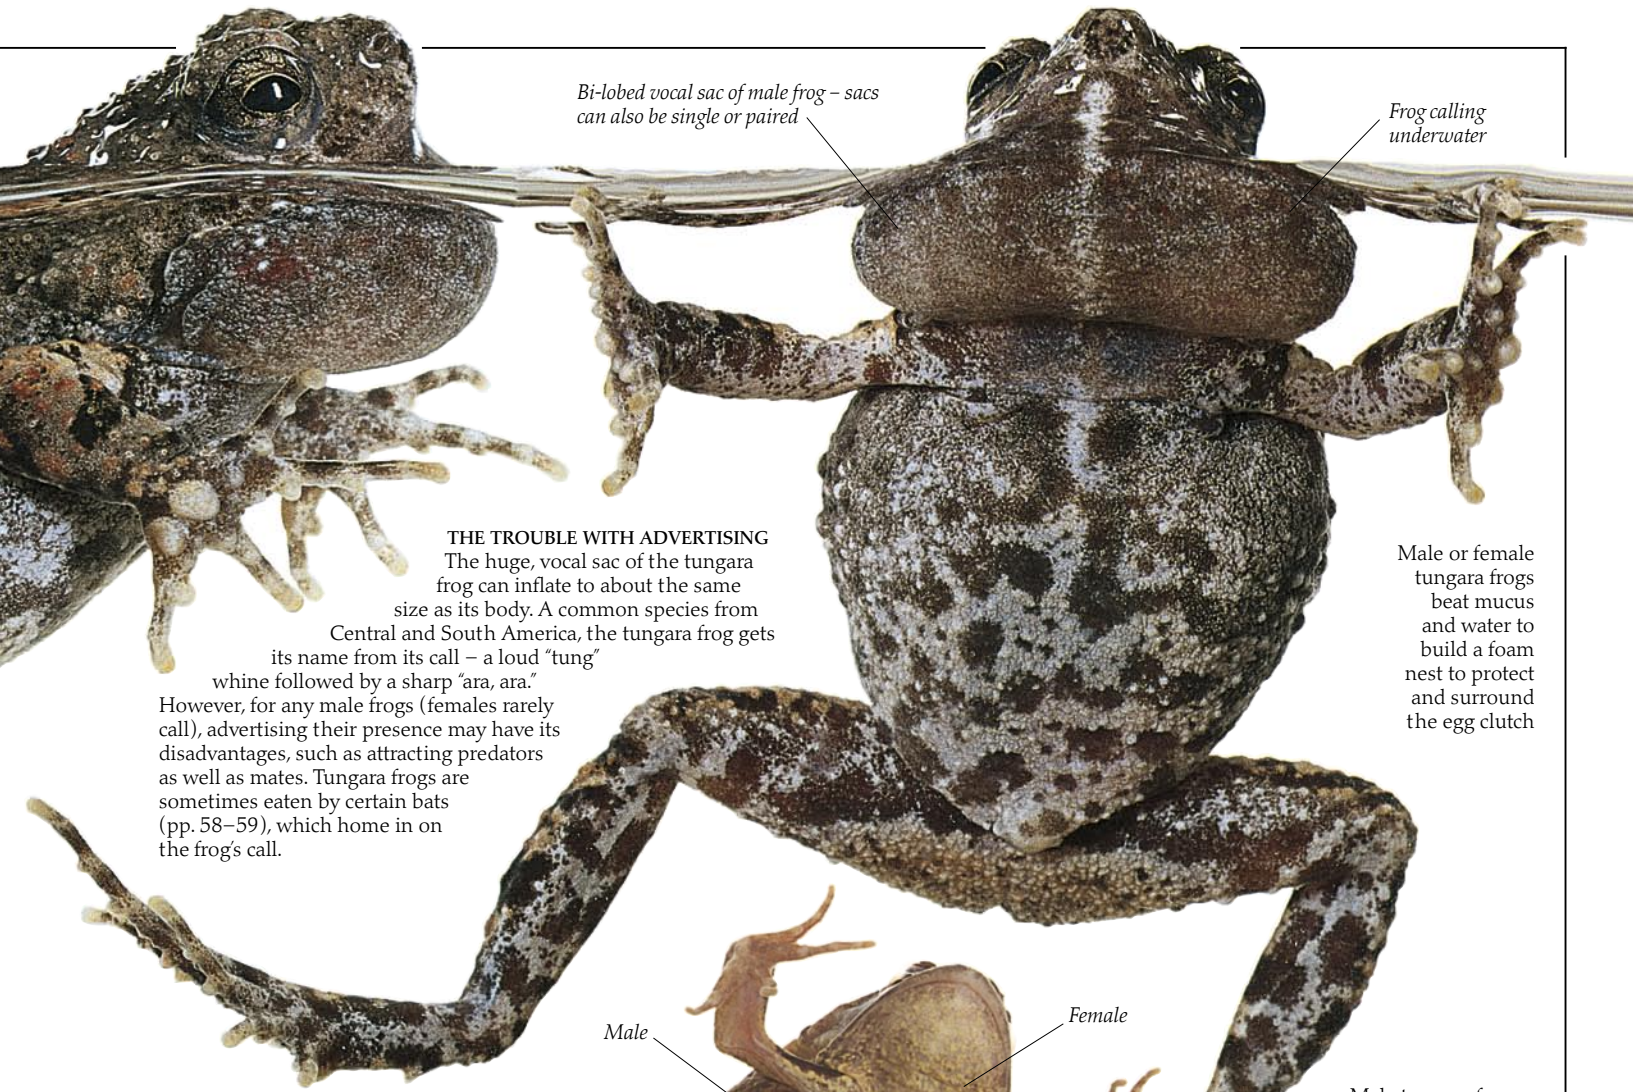 Bi-lobed vocal sac of male frog – sacs
can also be single or paired
Frog calling
underwater
THE TROUBLE WITH ADVERTISING
The huge, vocal sac of the tungara
frog can inflate to about the same
size as its body. A common species from
Central and South America, the tungara frog gets
its name from its call – a loud “tung”
whine followed by a sharp “ara, ara.”
However, for any male frogs (females rarely
call), advertising their presence may have its
disadvantages, such as attracting predators
as well as mates. Tungara frogs are
sometimes eaten by certain bats
(pp. 58–59), which home in on
the frog’s call.
Male or female
tungara frogs
beat mucus
and water to
build a foam
nest to protect
and surround
the egg clutch
Male
Female